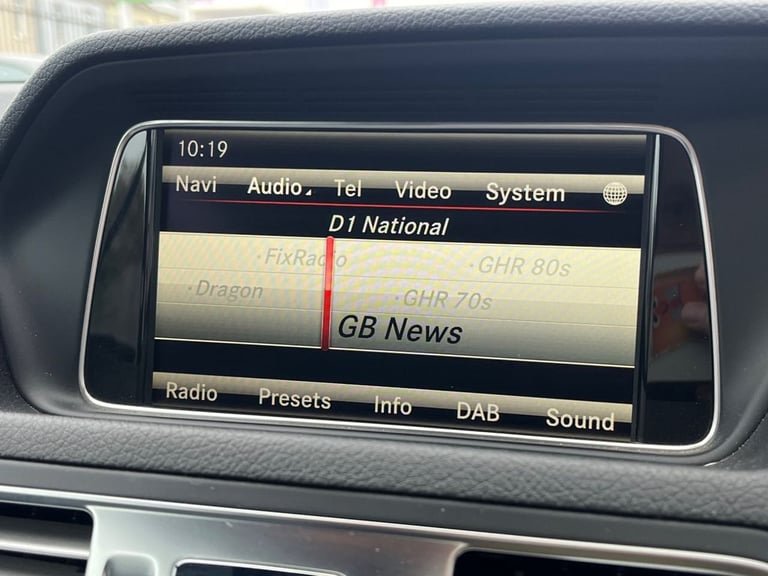 10:19
Navi Audio Tel Video System
D1 National
FixRadio GHR 80s
Dragon GHR 70s
GB News
Radio Presets Info DAB Sound